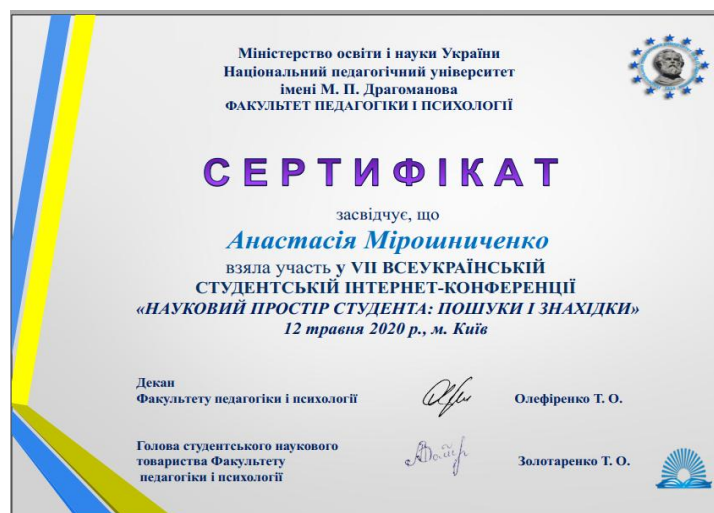 Міністерство освіти і науки України
Національний педагогічний університет
імені М. П. Драгоманова
ФАКУЛЬТЕТ ПЕДАГОГІКИ І ПСИХОЛОГІЇ
СЕРТИФІКАТ
засвідчує, що
Анастасія Мірошниченко
взяла участь у VII ВСЕУКРАЇНСЬКІЙ
СТУДЕНТСЬКІЙ ІНТЕРНЕТ-КОНФЕРЕНЦІЇ
«НАУКОВИЙ ПРОСТІР СТУДЕНТА: ПОШУКИ І ЗНАХІДКИ»
12 травня 2020 р., м. Київ
Декан
Факультету педагогіки і психології
Олефіренко Т. О.
Голова студентського наукового
товариства Факультету
педагогіки і психології
Золотаренко Т. О.